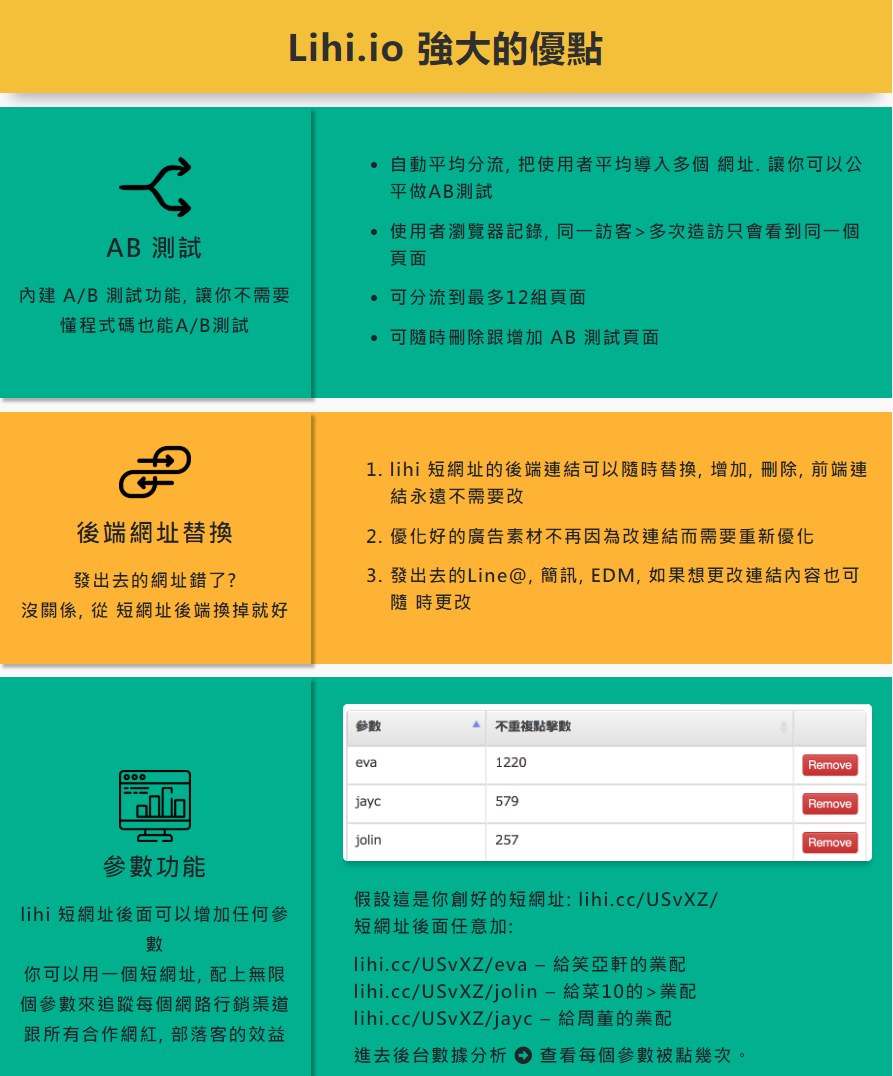 Lihi.io 強大的優點
AB 測試
內建 A/B 測試功能, 讓你不需要
懂程式碼也能A/B測試
• 自動平均分流, 把使用者平均導入多個 網址. 讓你可以公
平做AB測試
• 使用者瀏覽器記錄, 同一訪客>多次造訪只會看到同一個
頁面
• 可分流到最多12組頁面
• 可隨時刪除跟增加 AB 測試頁面
後端網址替換
發出去的網址錯了?
沒關係, 從 短網址後端換掉就好
1. lihi 短網址的後端連結可以隨時替換, 增加, 刪除, 前端連
結永遠不需要改
2. 優化好的廣告素材不再因為改連結而需要重新優化
3. 發出去的Line@, 簡訊, EDM, 如果想更改連結內容也可
隨 時更改
參數功能
lihi 短網址後面可以增加任何參
數
你可以用一個短網址, 配上無限
個參數來追蹤每個網路行銷渠道
跟所有合作網紅, 部落客的效益
參數 不重複點擊數
eva 1220 Remove
jayc 579 Remove
jolin 257 Remove
假設這是你創好的短網址: lihi.cc/USvXZ/
短網址後面任意加:
lihi.cc/USvXZ/eva – 給笑亞軒的業配
lihi.cc/USvXZ/jolin – 給菜10的>業配
lihi.cc/USvXZ/jayc – 給周董的業配
進去後台數據分析 ➲ 查看每個參數被點幾次。